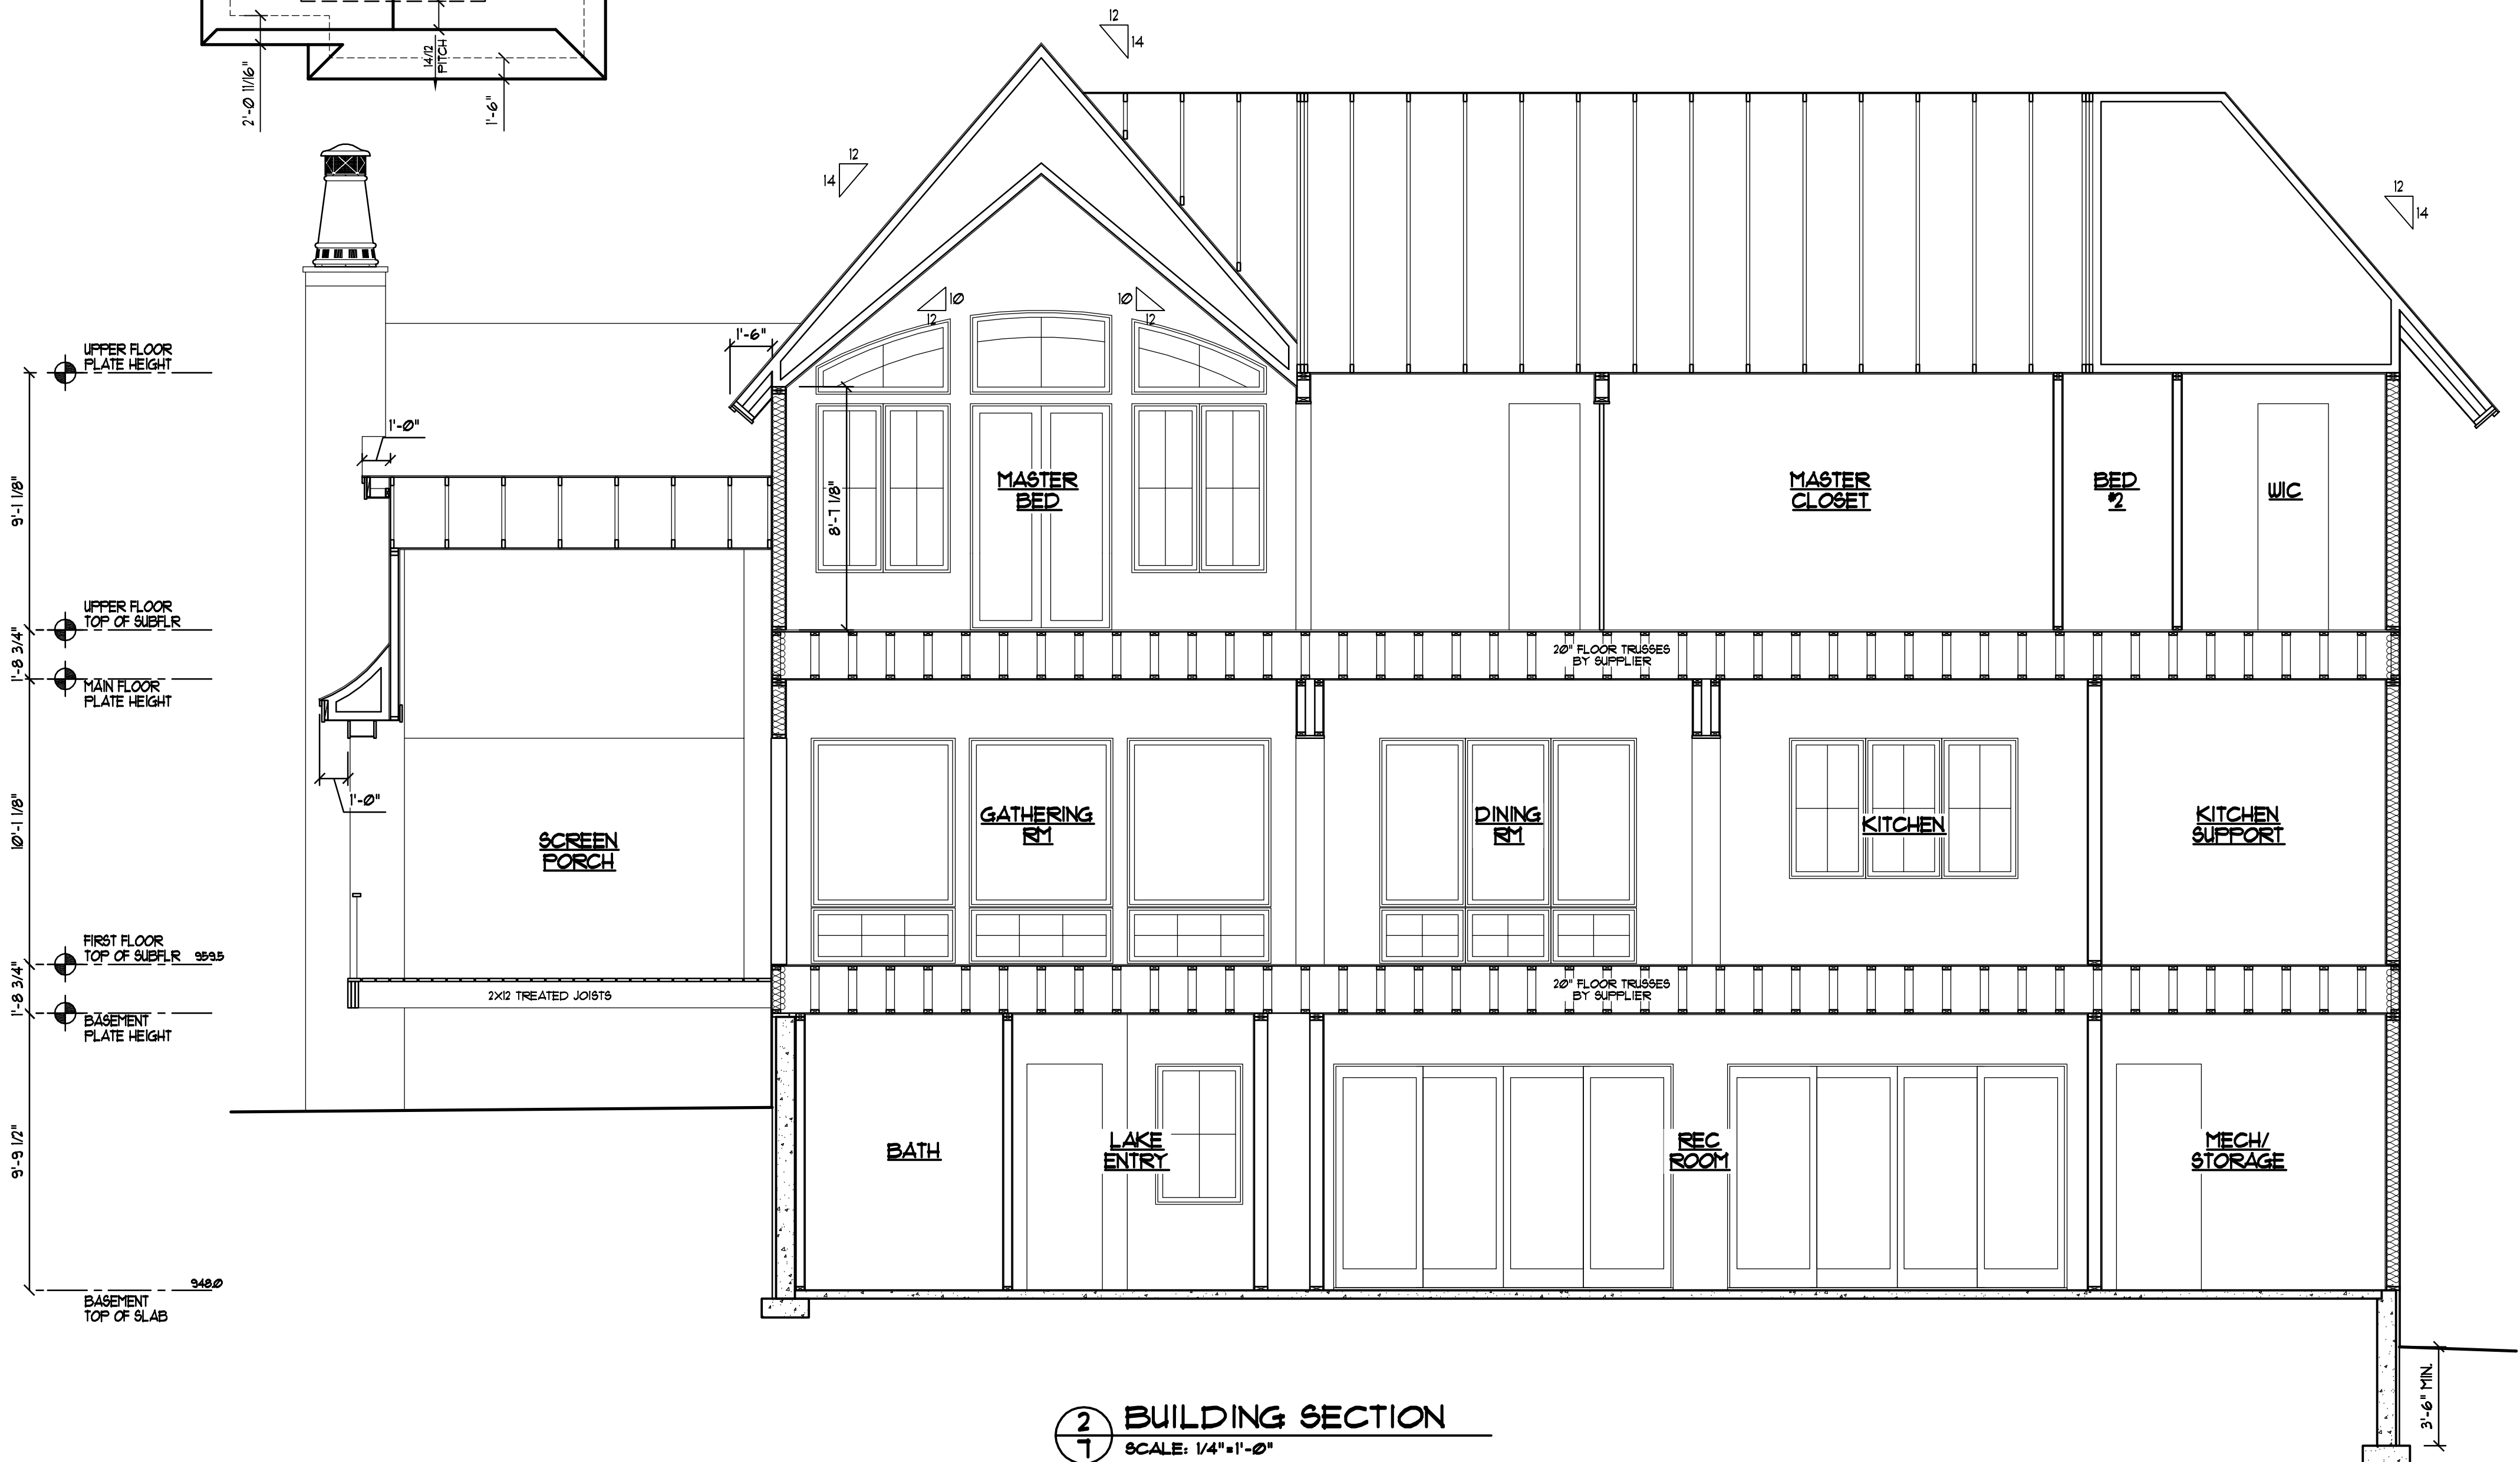 2'-0 11/16"
14/12
PITCH
1'-6"
12
14
12
14
12
14
10
12
10
12
1'-6"
UPPER FLOOR
PLATE HEIGHT
1'-0"
9'-1 1/8"
8'-7 1/8"
MASTER
BED
MASTER
CLOSET
BED
#2
WIC
UPPER FLOOR
TOP OF SUBFLR
1'-8 3/4"
20" FLOOR TRUSSES
BY SUPPLIER
MAIN FLOOR
PLATE HEIGHT
1'-0"
10'-1 1/8"
SCREEN
PORCH
GATHERING
RM
DINING
RM
KITCHEN
KITCHEN
SUPPORT
FIRST FLOOR
TOP OF SUBFLR 959.5
1'-8 3/4"
2X12 TREATED JOISTS
20" FLOOR TRUSSES
BY SUPPLIER
BASEMENT
PLATE HEIGHT
9'-9 1/2"
BATH
LAKE
ENTRY
REC
ROOM
MECH/
STORAGE
948.0
BASEMENT
TOP OF SLAB
3'-6" MIN.
2
7
BUILDING SECTION
SCALE: 1/4"=1'-0"